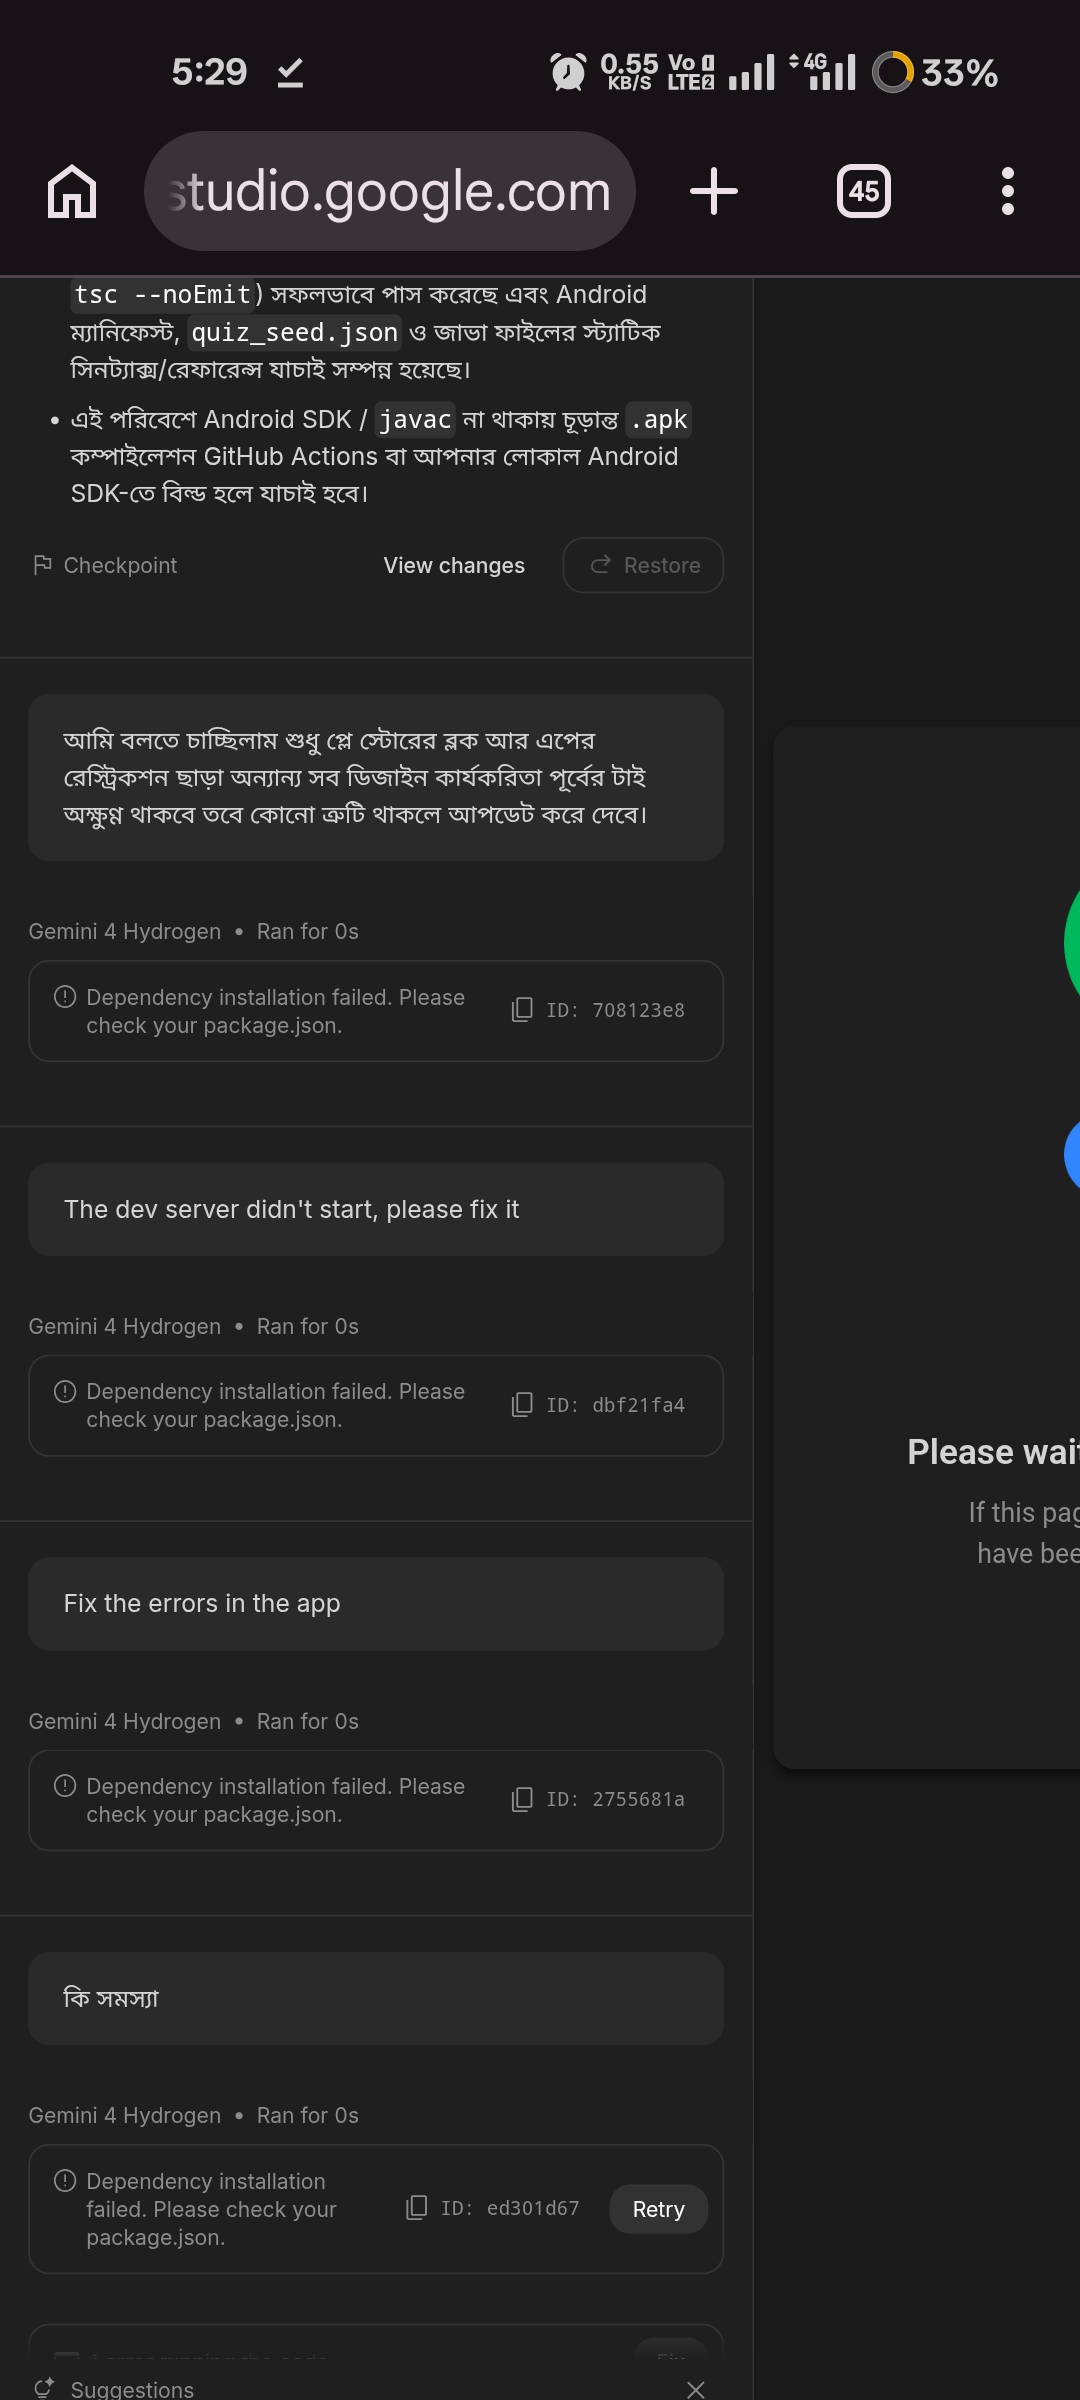 5:29
0.55 KB/S Vo LTE 1 2 4G 33%
studio.google.com
45
tsc --noEmit) সফলভাবে পাস করেছে এবং Android
ম্যানিফেস্ট, quiz_seed.json ও জাভা ফাইলের স্ট্যাটিক
সিনট্যাক্স/রেফারেন্স যাচাই সম্পন্ন হয়েছে।
• এই পরিবেশে Android SDK / javac না থাকায় চূড়ান্ত .apk
কম্পাইলেশন GitHub Actions বা আপনার লোকাল Android
SDK-তে বিল্ড হলে যাচাই হবে।
Checkpoint View changes Restore
আমি বলতে চাচ্ছিলাম শুধু প্লে স্টোরের ব্লক আর এপের
রেস্ট্রিকশন ছাড়া অন্যান্য সব ডিজাইন কার্যকরিতা পূর্বের টাই
অক্ষুণ্ণ থাকবে তবে কোনো ত্রুটি থাকলে আপডেট করে দেবে।
Gemini 4 Hydrogen • Ran for 0s
Dependency installation failed. Please
check your package.json.
ID: 708123e8
The dev server didn't start, please fix it
Gemini 4 Hydrogen • Ran for 0s
Dependency installation failed. Please
check your package.json.
ID: dbf21fa4
Fix the errors in the app
Gemini 4 Hydrogen • Ran for 0s
Dependency installation failed. Please
check your package.json.
ID: 2755681a
কি সমস্যা
Gemini 4 Hydrogen • Ran for 0s
Dependency installation
failed. Please check your
package.json.
ID: ed301d67
Retry
Suggestions
Please wai
If this pag
have bee